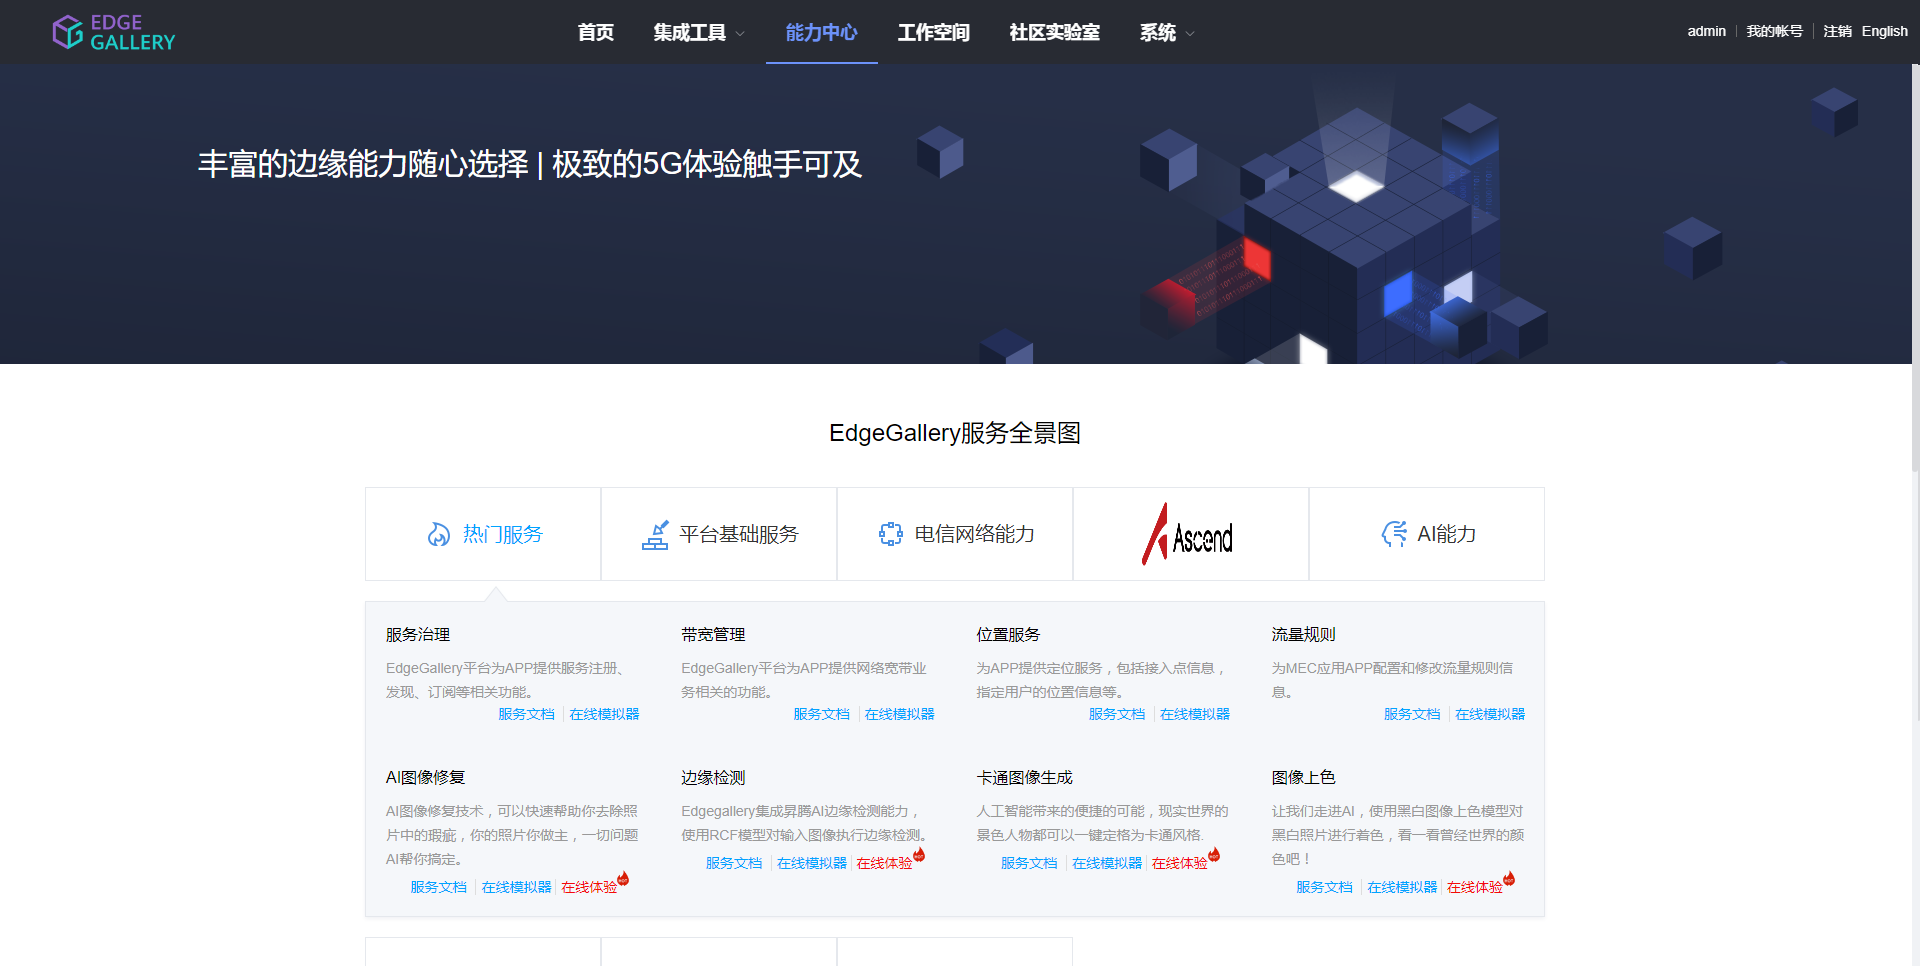 EDGE
GALLERY
首页 集成工具 能力中心 工作空间 社区实验室 系统
admin 我的帐号 注销 English
丰富的边缘能力随心选择 | 极致的5G体验触手可及
EdgeGallery服务全景图
热门服务 平台基础服务 电信网络能力 Ascend AI能力
服务治理
EdgeGallery平台为APP提供服务注册、
发现、订阅等相关功能。
服务文档 在线模拟器
带宽管理
EdgeGallery平台为APP提供网络宽带业
务相关的功能。
服务文档 在线模拟器
位置服务
为APP提供定位服务，包括接入点信息，
指定用户的位置信息等。
服务文档 在线模拟器
流量规则
为MEC应用APP配置和修改流量规则信
息。
服务文档 在线模拟器
AI图像修复
AI图像修复技术，可以快速帮助你去除照
片中的瑕疵，你的照片你做主，一切问题
AI帮你搞定。
服务文档 在线模拟器 在线体验
边缘检测
Edgegallery集成昇腾AI边缘检测能力，
使用RCF模型对输入图像执行边缘检测。
服务文档 在线模拟器 在线体验
卡通图像生成
人工智能带来的便捷的可能，现实世界的
景色人物都可以一键定格为卡通风格.
服务文档 在线模拟器 在线体验
图像上色
让我们走进AI，使用黑白图像上色模型对
黑白照片进行着色，看一看曾经世界的颜
色吧！
服务文档 在线模拟器 在线体验